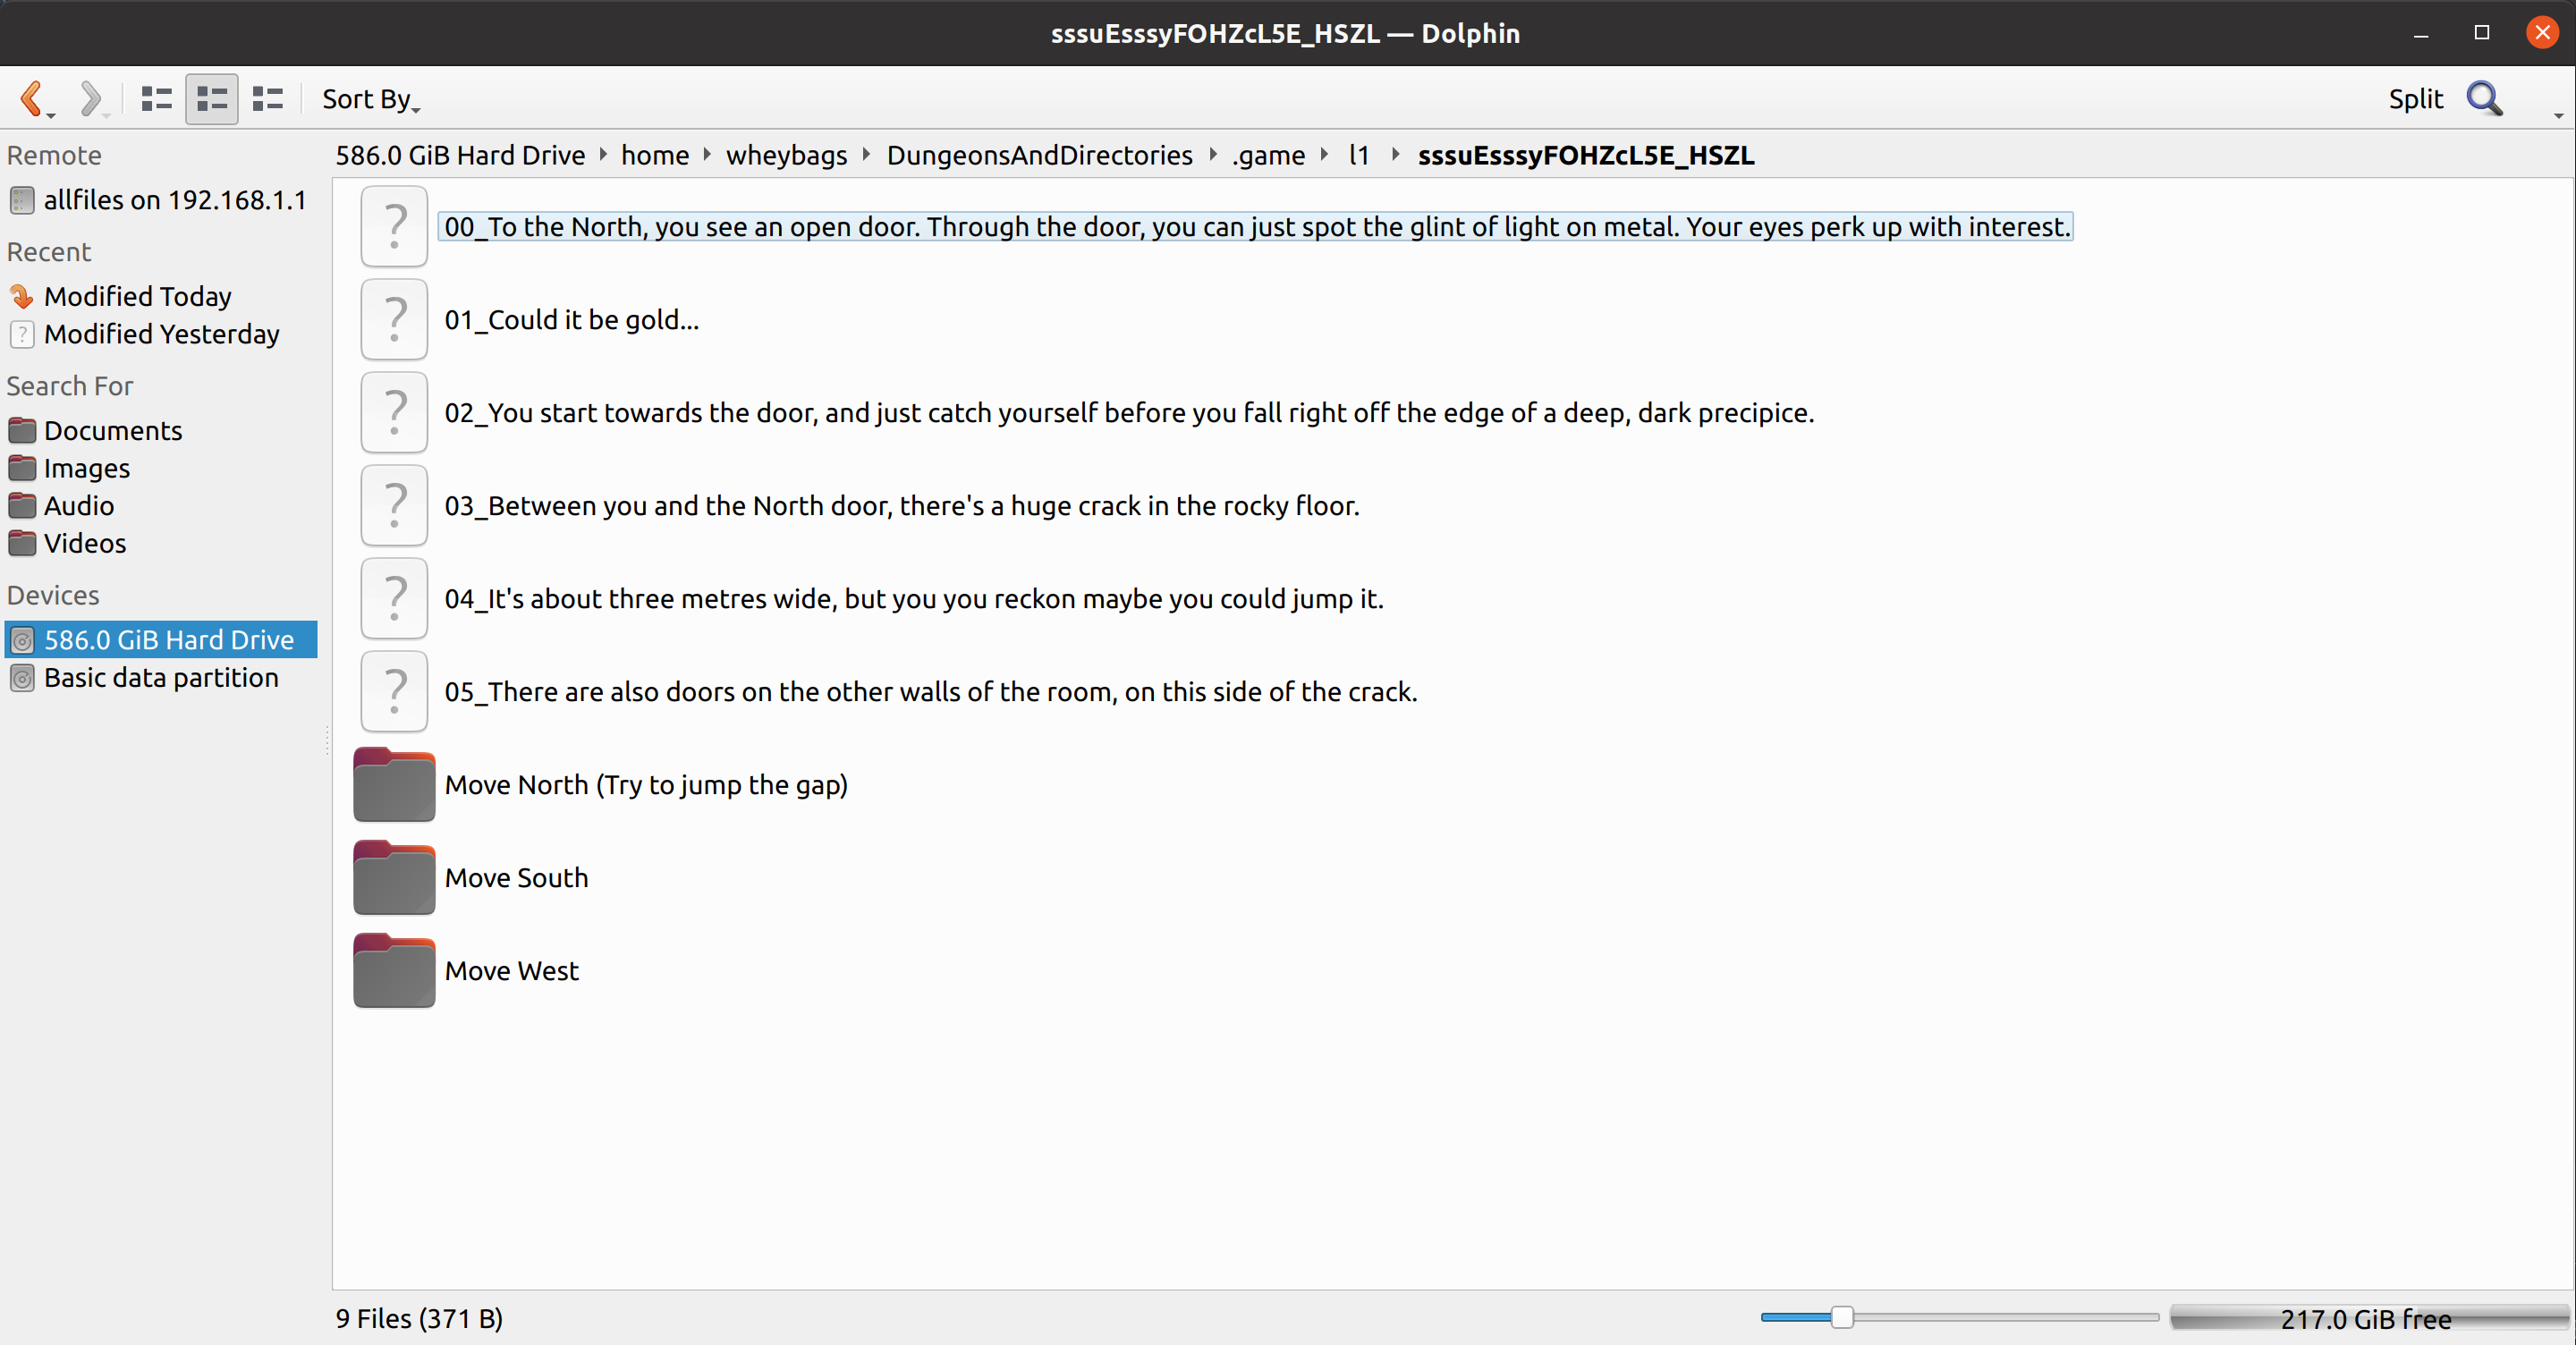 sssuEsssyFOHZcL5E_HSZL — Dolphin
Sort By
Split
Remote
allfiles on 192.168.1.1
Recent
Modified Today
Modified Yesterday
Search For
Documents
Images
Audio
Videos
Devices
586.0 GiB Hard Drive
Basic data partition
586.0 GiB Hard Drive home wheybags DungeonsAndDirectories .game l1 sssuEsssyFOHZcL5E_HSZL
00_To the North, you see an open door. Through the door, you can just spot the glint of light on metal. Your eyes perk up with interest.
01_Could it be gold...
02_You start towards the door, and just catch yourself before you fall right off the edge of a deep, dark precipice.
03_Between you and the North door, there's a huge crack in the rocky floor.
04_It's about three metres wide, but you you reckon maybe you could jump it.
05_There are also doors on the other walls of the room, on this side of the crack.
Move North (Try to jump the gap)
Move South
Move West
9 Files (371 B)
217.0 GiB free